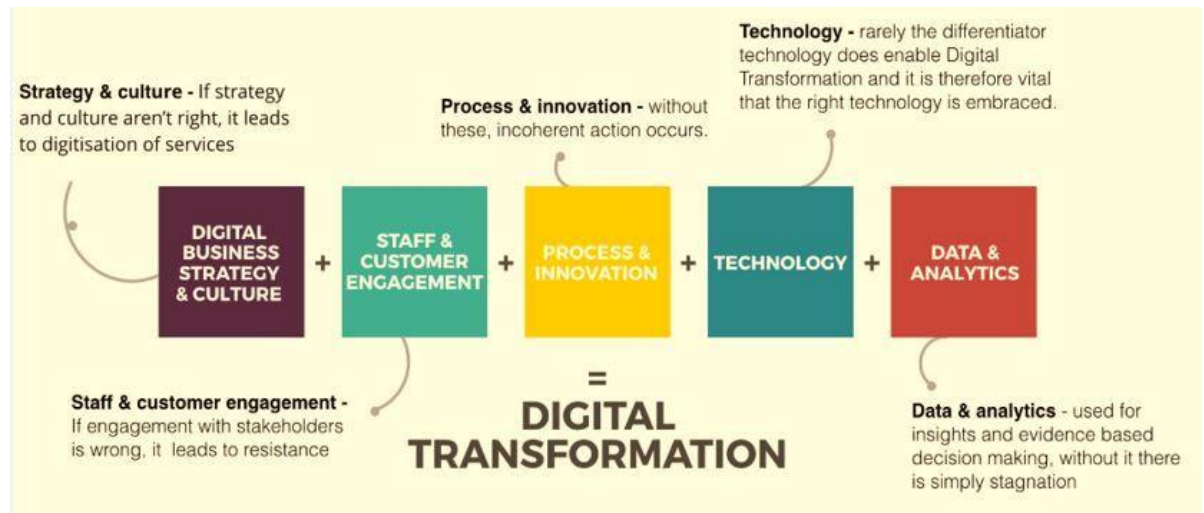 Technology - rarely the differentiator
technology does enable Digital
Transformation and it is therefore vital
that the right technology is embraced.
Strategy & culture - If strategy
and culture aren't right, it leads
to digitisation of services
Process & innovation - without
these, incoherent action occurs.
DIGITAL
BUSINESS
STRATEGY
& CULTURE
+
STAFF &
CUSTOMER
ENGAGEMENT
+
PROCESS &
INNOVATION
+
TECHNOLOGY
+
DATA &
ANALYTICS
=
DIGITAL
TRANSFORMATION
Staff & customer engagement -
If engagement with stakeholders
is wrong, it leads to resistance
Data & analytics - used for
insights and evidence based
decision making, without it there
is simply stagnation